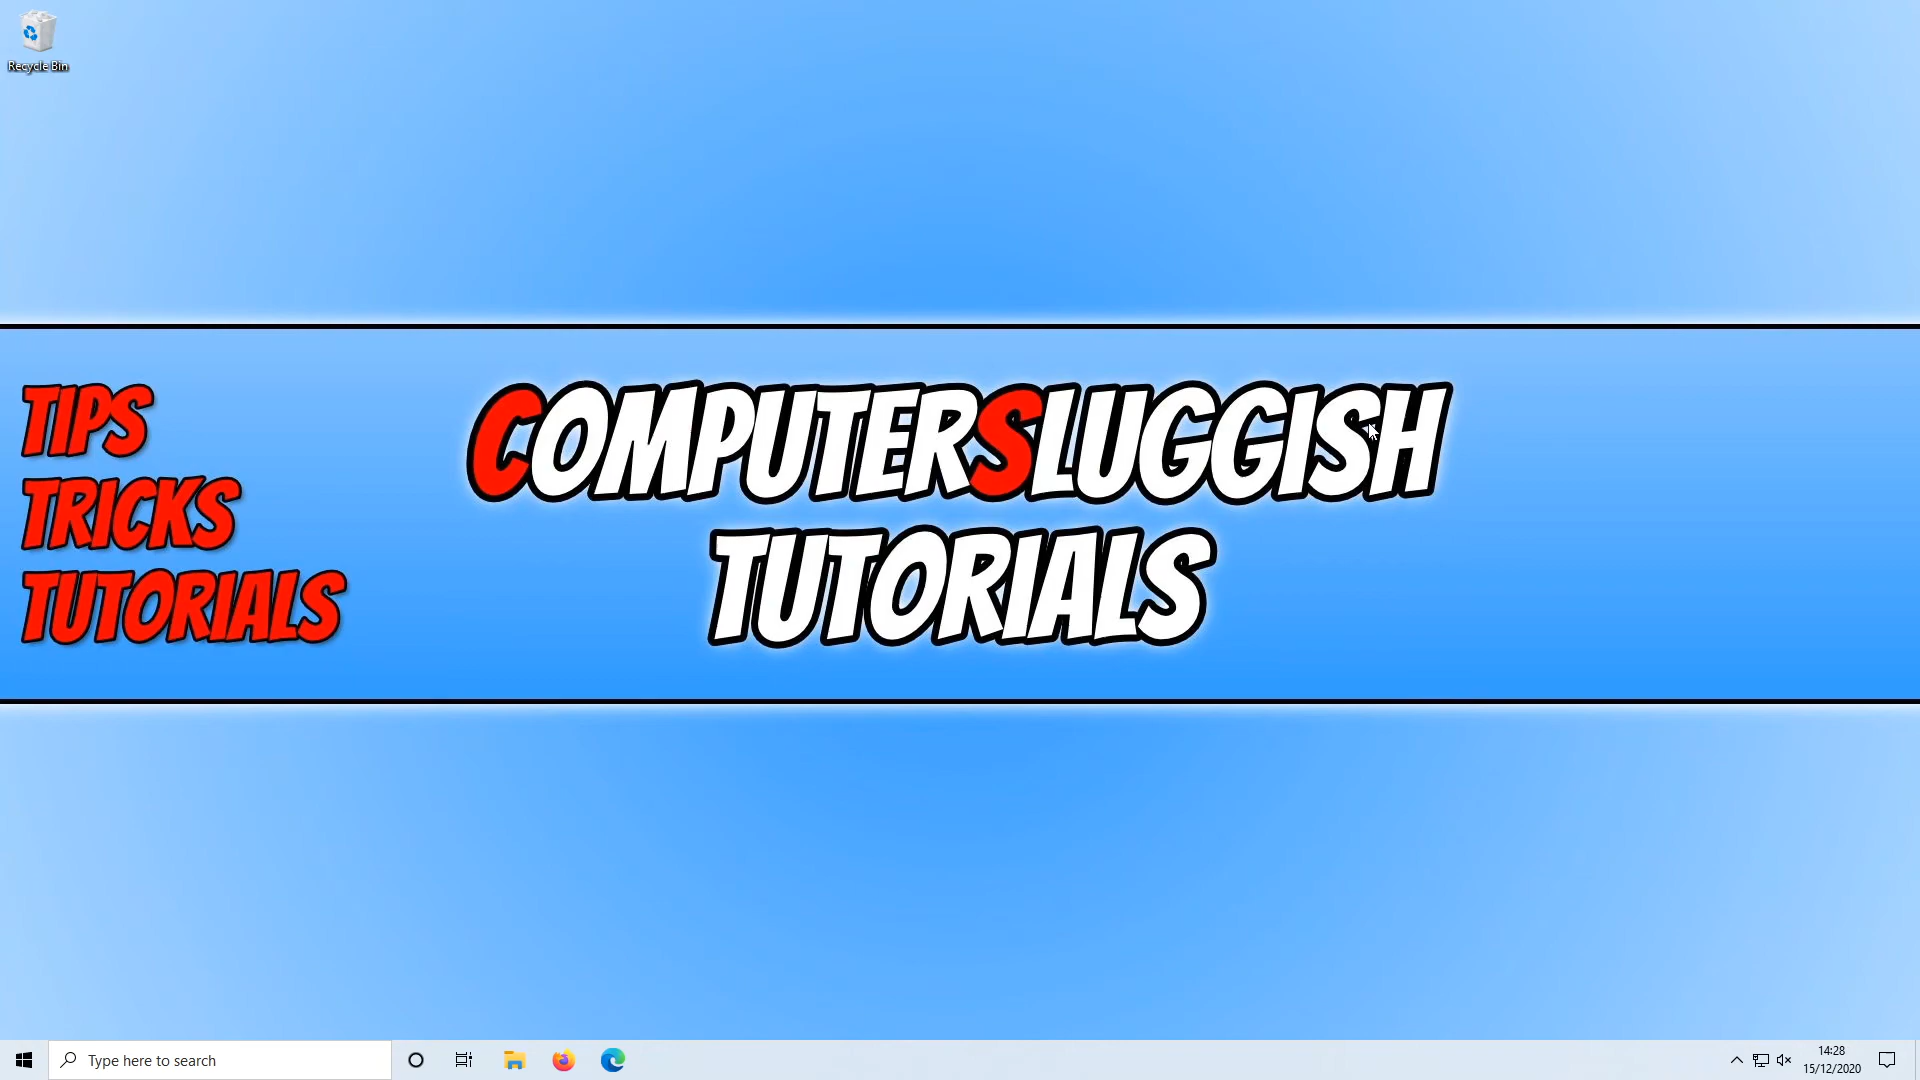 Recycle Bin
TIPS
TRICKS
TUTORIALS
COMPUTERSLUGGISH
TUTORIALS
Type here to search
14:28
15/12/2020